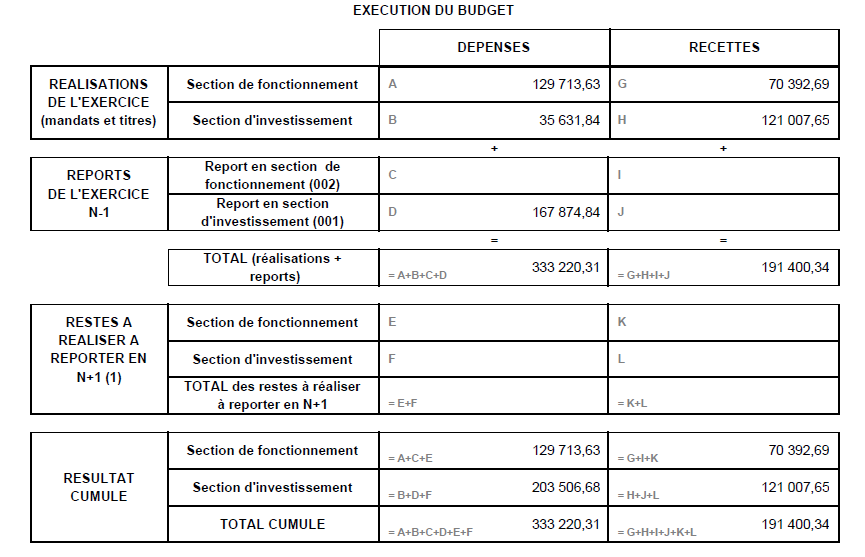 EXECUTION DU BUDGET
DEPENSES RECETTES
REALISATIONS
DE L'EXERCICE
(mandats et titres)
Section de fonctionnement A 129 713,63 G 70 392,69
Section d'investissement B 35 631,84 H 121 007,65
+ +
REPORTS
DE L'EXERCICE
N-1
Report en section de
fonctionnement (002) C I
Report en section
d'investissement (001) D 167 874,84 J
= =
TOTAL (réalisations +
reports) = A+B+C+D 333 220,31 = G+H+I+J 191 400,34
RESTES A
REALISER A
REPORTER EN
N+1 (1)
Section de fonctionnement E K
Section d'investissement F L
TOTAL des restes à réaliser
à reporter en N+1 = E+F = K+L
RESULTAT
CUMULE
Section de fonctionnement = A+C+E 129 713,63 = G+I+K 70 392,69
Section d'investissement = B+D+F 203 506,68 = H+J+L 121 007,65
TOTAL CUMULE = A+B+C+D+E+F 333 220,31 = G+H+I+J+K+L 191 400,34